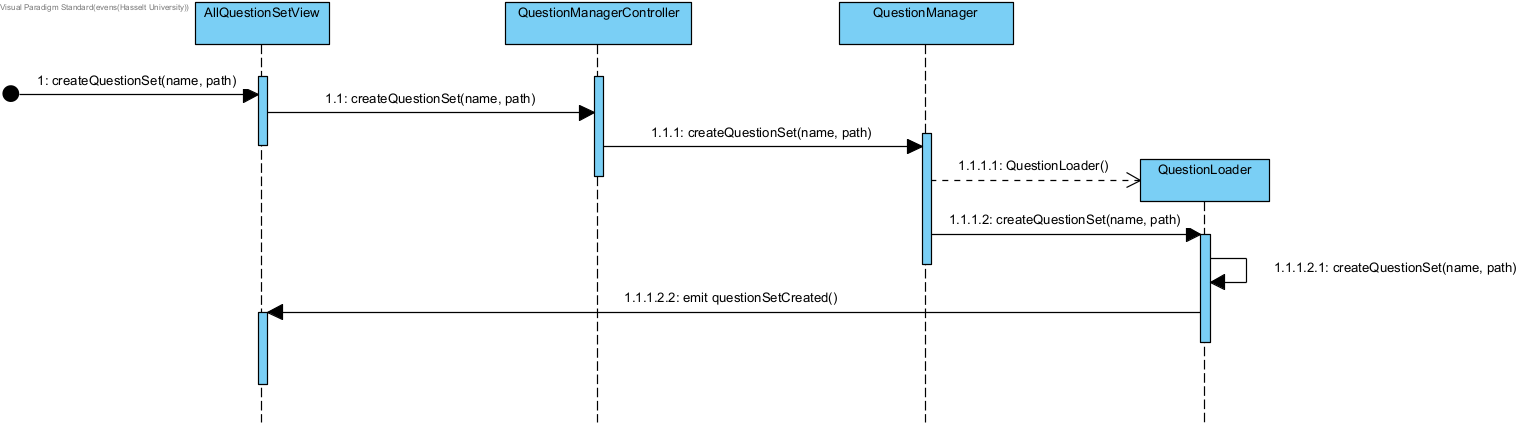 Visual Paradigm Standard(evens(Hasselt University))
AllQuestionSetView
QuestionManagerController
QuestionManager
1: createQuestionSet(name, path)
1.1: createQuestionSet(name, path)
1.1.1: createQuestionSet(name, path)
1.1.1.1: QuestionLoader()
QuestionLoader
1.1.1.2: createQuestionSet(name, path)
1.1.1.2.1: createQuestionSet(name, path)
1.1.1.2.2: emit questionSetCreated()